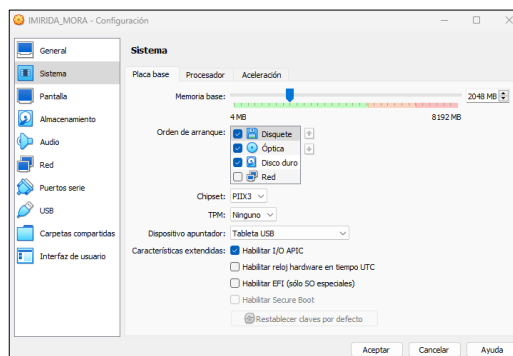 IMIRIDA_MORA - Configuración
General
Sistema
Pantalla
Almacenamiento
Audio
Red
Puertos serie
USB
Carpetas compartidas
Interfaz de usuario
Sistema
Placa base Procesador Aceleración
Memoria base: 2048 MB
4 MB 8192 MB
Orden de arranque: Disquete
Óptica
Disco duro
Red
Chipset: PIIX3
TPM: Ninguno
Dispositivo apuntador: Tableta USB
Características extendidas: Habilitar I/O APIC
Habilitar reloj hardware en tiempo UTC
Habilitar EFI (sólo SO especiales)
Habilitar Secure Boot
Restablecer claves por defecto
Aceptar Cancelar Ayuda